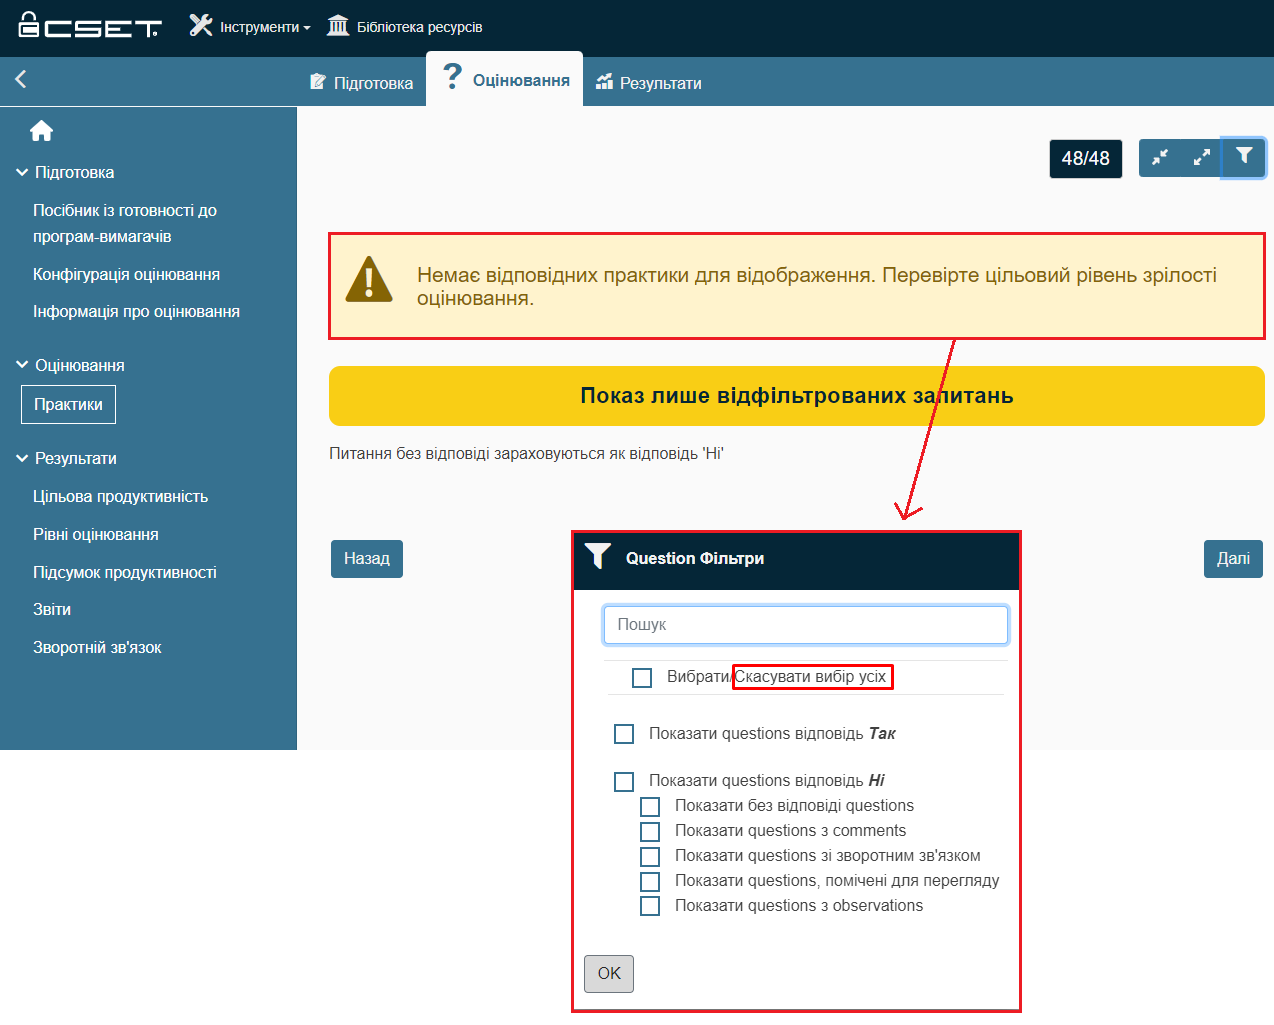 CSET
Інструменти
Бібліотека ресурсів
Підготовка
? Оцінювання
Результати
48/48
Підготовка
Посібник із готовності до
програм-вимагачів
Конфігурація оцінювання
Інформація про оцінювання
Оцінювання
Практики
Результати
Цільова продуктивність
Рівні оцінювання
Підсумок продуктивності
Звіти
Зворотній зв'язок
Немає відповідних практики для відображення. Перевірте цільовий рівень зрілості
оцінювання.
Показ лише відфільтрованих запитань
Питання без відповіді зараховуються як відповідь 'Ні'
Назад
Далі
Question Фільтри
Пошук
Вибрати/Скасувати вибір усіх
Показати questions відповідь Так
Показати questions відповідь Ні
Показати без відповіді questions
Показати questions з comments
Показати questions зі зворотним зв'язком
Показати questions, помічені для перегляду
Показати questions з observations
OK